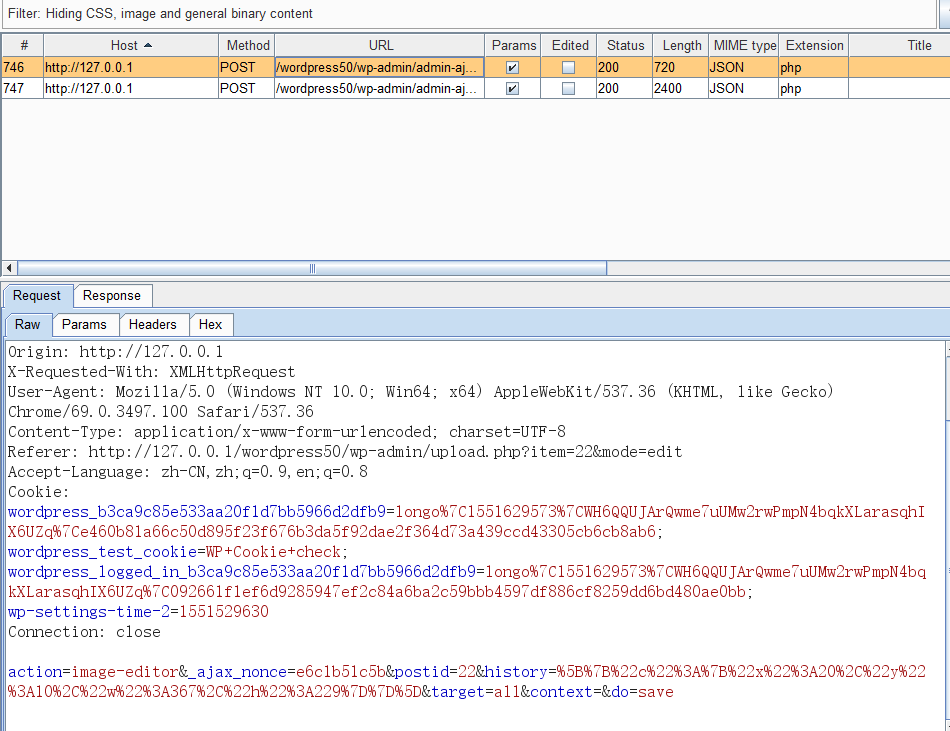 Filter: Hiding CSS, image and general binary content
# Host Method URL Params Edited Status Length MIME type Extension Title
746 http://127.0.0.1 POST /wordpress50/wp-admin/admin-aj... 200 720 JSON php
747 http://127.0.0.1 POST /wordpress50/wp-admin/admin-aj... 200 2400 JSON php
Request Response
Raw Params Headers Hex
Origin: http://127.0.0.1
X-Requested-With: XMLHttpRequest
User-Agent: Mozilla/5.0 (Windows NT 10.0; Win64; x64) AppleWebKit/537.36 (KHTML, like Gecko)
Chrome/69.0.3497.100 Safari/537.36
Content-Type: application/x-www-form-urlencoded; charset=UTF-8
Referer: http://127.0.0.1/wordpress50/wp-admin/upload.php?item=22&mode=edit
Accept-Language: zh-CN,zh;q=0.9,en;q=0.8
Cookie:
wordpress_b3ca9c85e533aa20f1d7bb5966d2dfb9=longo%7C1551629573%7CWH6QQUJArQwme7uUMw2rwPmpN4bqkXLarasqhI
X6UZq%7Ce460b81a66c50d895f23f676b3da5f92dae2f364d73a439ccd43305cb6cb8ab6;
wordpress_test_cookie=WP+Cookie+check;
wordpress_logged_in_b3ca9c85e533aa20f1d7bb5966d2dfb9=longo%7C1551629573%7CWH6QQUJArQwme7uUMw2rwPmpN4bq
kXLarasqhIX6UZq%7C092661f1ef6d9285947ef2c84a6ba2c59bbb4597df886cf8259dd6bd480ae0bb;
wp-settings-time-2=1551529630
Connection: close
action=image-editor&_ajax_nonce=e6c1b51c5b&postid=22&history=%5B%7B%22c%22%3A%7B%22x%22%3A20%2C%22y%22
%3A10%2C%22w%22%3A367%2C%22h%22%3A229%7D%7D%5D&target=all&context=&do=save